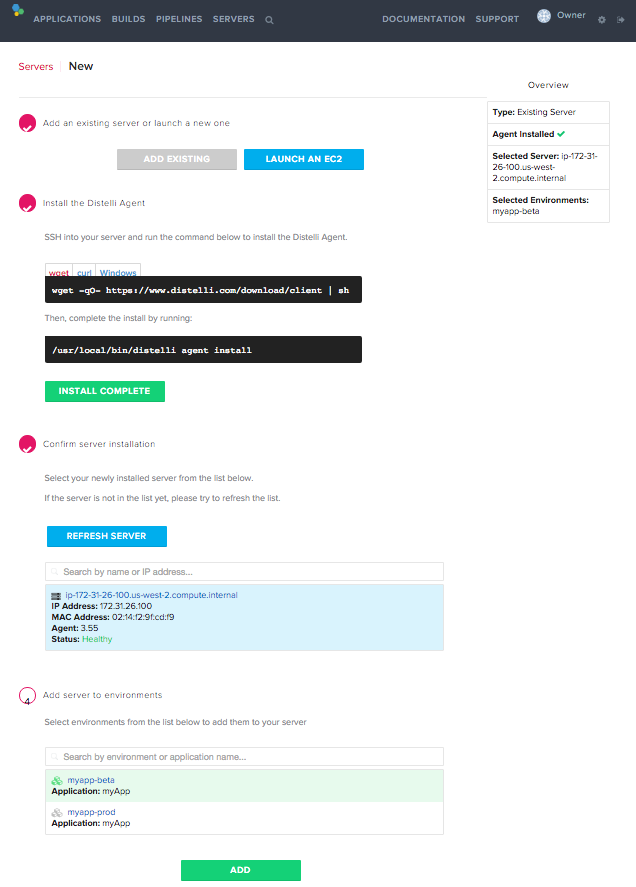 APPLICATIONS BUILDS PIPELINES SERVERS DOCUMENTATION SUPPORT Owner
Servers New
Overview
Type: Existing Server
Agent Installed
Selected Server: ip-172-31-
26-100.us-west-
2.compute.internal
Selected Environments:
myapp-beta
Add an existing server or launch a new one
ADD EXISTING LAUNCH AN EC2
Install the Distelli Agent
SSH into your server and run the command below to install the Distelli Agent.
wget curl Windows
wget -qO- https://www.distelli.com/download/client | sh
Then, complete the install by running:
/usr/local/bin/distelli agent install
INSTALL COMPLETE
Confirm server installation
Select your newly installed server from the list below.
If the server is not in the list yet, please try to refresh the list.
REFRESH SERVER
Search by name or IP address...
ip-172-31-26-100.us-west-2.compute.internal
IP Address: 172.31.26.100
MAC Address: 02:14:f2:9f:cd:f9
Agent: 3.55
Status: Healthy
4 Add server to environments
Select environments from the list below to add them to your server
Search by environment or application name...
myapp-beta
Application: myApp
myapp-prod
Application: myApp
ADD